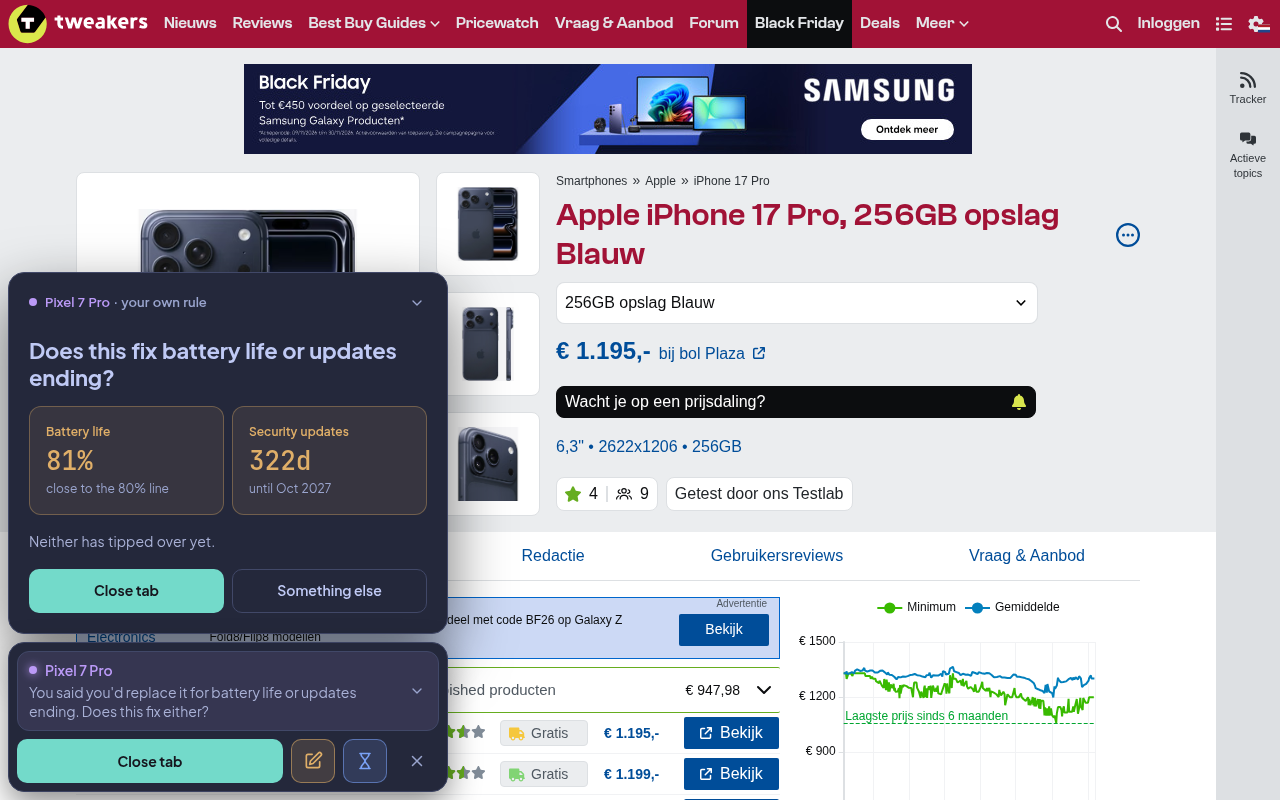 tweakers
Nieuws
Reviews
Best Buy Guides
Pricewatch
Vraag & Aanbod
Forum
Black Friday
Deals
Meer
Inloggen
Tracker
Actieve
topics
Black Friday
Tot €450 voordeel op geselecteerde
Samsung Galaxy Producten*
SAMSUNG
Ontdek meer
Smartphones » Apple » iPhone 17 Pro
Apple iPhone 17 Pro, 256GB opslag
Blauw
256GB opslag Blauw
€ 1.195,- bij bol Plaza
Wacht je op een prijsdaling?
6,3" • 2622x1206 • 256GB
4
9
Getest door ons Testlab
Pixel 7 Pro · your own rule
Does this fix battery life or updates
ending?
Battery life
81%
close to the 80% line
Security updates
322d
until Oct 2027
Neither has tipped over yet.
Close tab
Something else
Redactie
Gebruikersreviews
Vraag & Aanbod
Advertentie
deel met code BF26 op Galaxy Z
Electronics
Fold8/Flip8 modellen
Bekijk
ished producten
€ 947,98
Gratis
€ 1.195,-
Bekijk
Gratis
€ 1.199,-
Bekijk
Minimum
Gemiddelde
€ 1500
€ 1200
Laagste prijs sinds 6 maanden
€ 900
Pixel 7 Pro
You said you'd replace it for battery life or updates
ending. Does this fix either?
Close tab